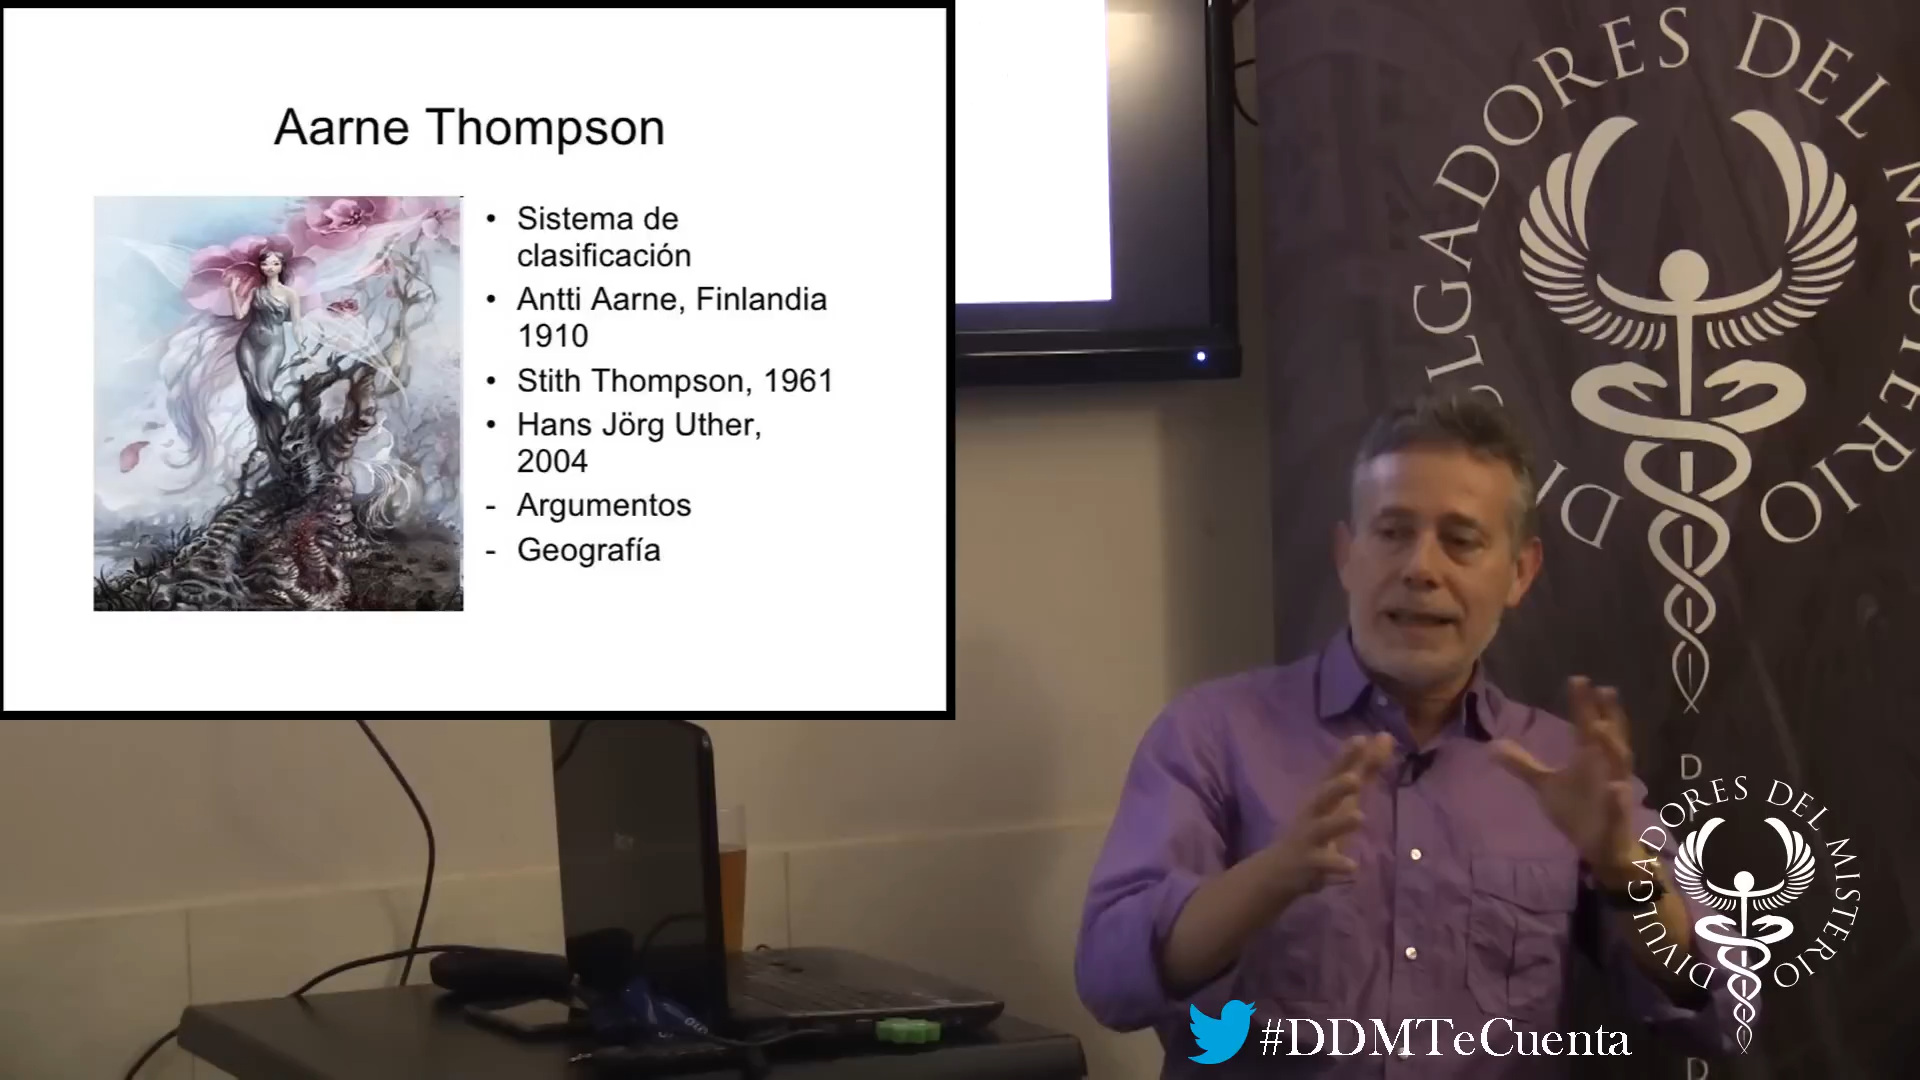 Aarne Thompson
• Sistema de
clasificación
• Antti Aarne, Finlandia
1910
• Stith Thompson, 1961
• Hans Jörg Uther,
2004
- Argumentos
- Geografía
DIVULGADORES DEL MISTERIO
D
DIVULGADORES DEL MISTERIO
#DDMTeCuenta